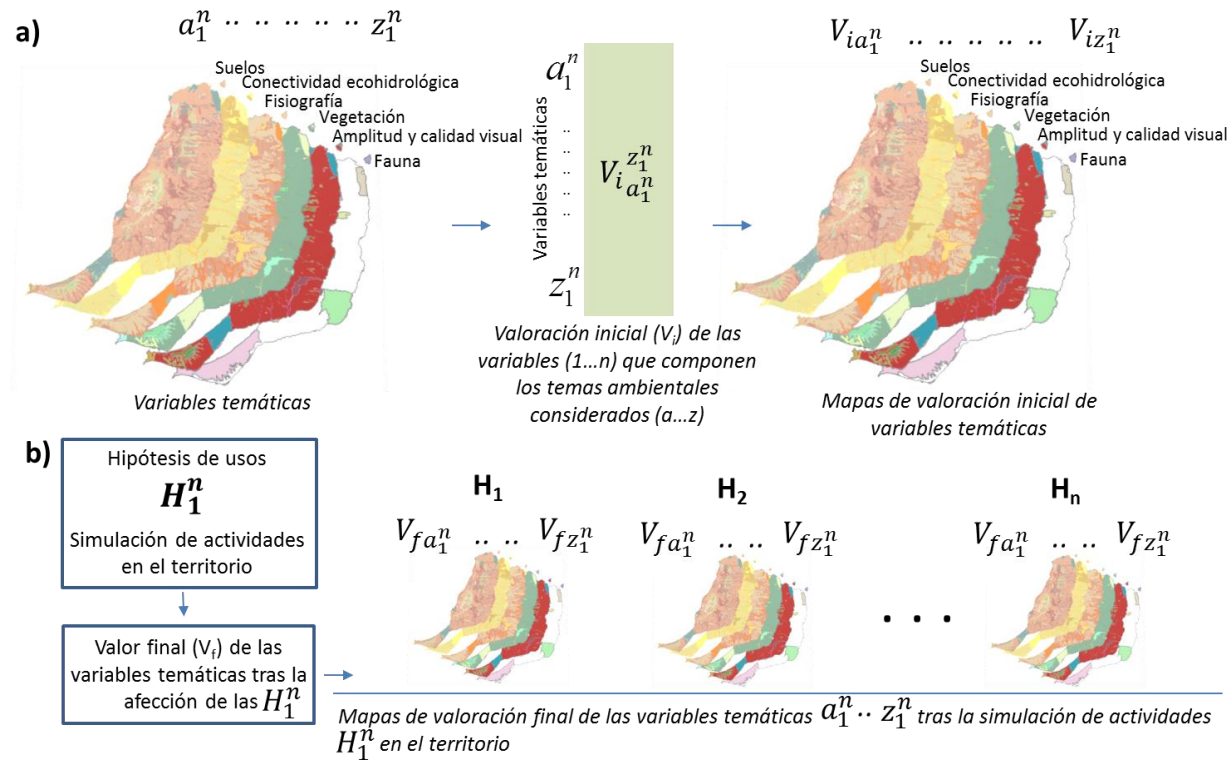 a)
a₁ⁿ .. .. .. .. .. z₁ⁿ
Suelos
Conectividad ecohidrológica
Fisiografía
Vegetación
Amplitud y calidad visual
Fauna
Variables temáticas
a₁ⁿ
Variables temáticas
..
..
..
..
..
z₁ⁿ
V_i a₁ⁿ z₁ⁿ
Valoración inicial (Vᵢ) de las
variables (1...n) que componen
los temas ambientales
considerados (a...z)
V_ia₁ⁿ .. .. .. .. .. V_iz₁ⁿ
Suelos
Conectividad ecohidrológica
Fisiografía
Vegetación
Amplitud y calidad visual
Fauna
Mapas de valoración inicial de
variables temáticas
b)
Hipótesis de usos
H₁ⁿ
Simulación de actividades
en el territorio
Valor final (V_f) de las
variables temáticas tras la
afección de las H₁ⁿ
H₁
V_fa₁ⁿ .. .. V_fz₁ⁿ
H₂
V_fa₁ⁿ .. .. V_fz₁ⁿ
. . .
Hₙ
V_fa₁ⁿ .. .. V_fz₁ⁿ
Mapas de valoración final de las variables temáticas a₁ⁿ .. z₁ⁿ tras la simulación de actividades
H₁ⁿ en el territorio